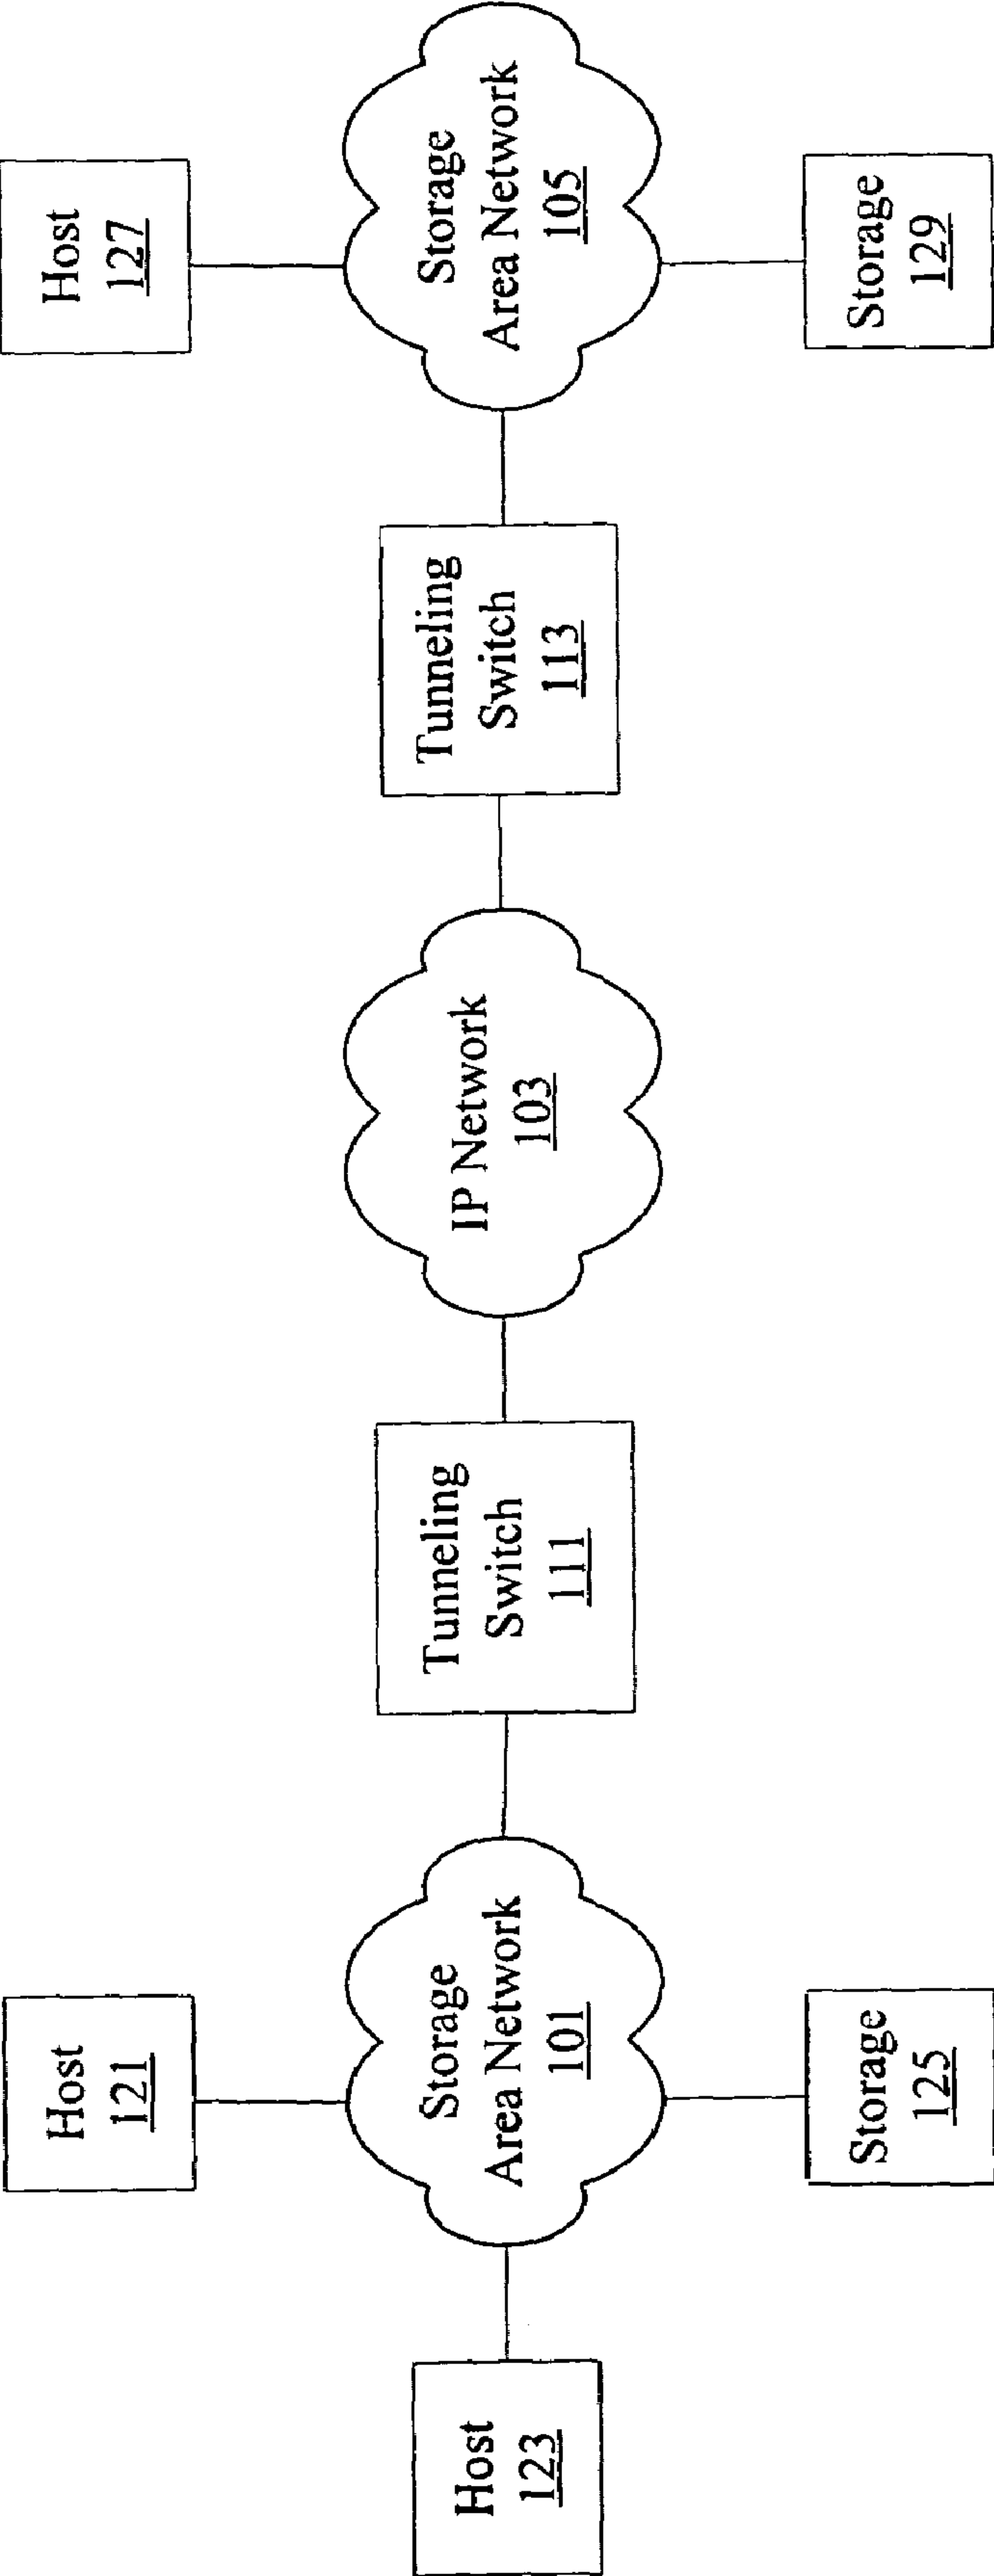 Host
121
Host
127
Host
123
Storage
Area Network
101
Tunneling
Switch
111
IP Network
103
Tunneling
Switch
113
Storage
Area Network
105
Storage
125
Storage
129